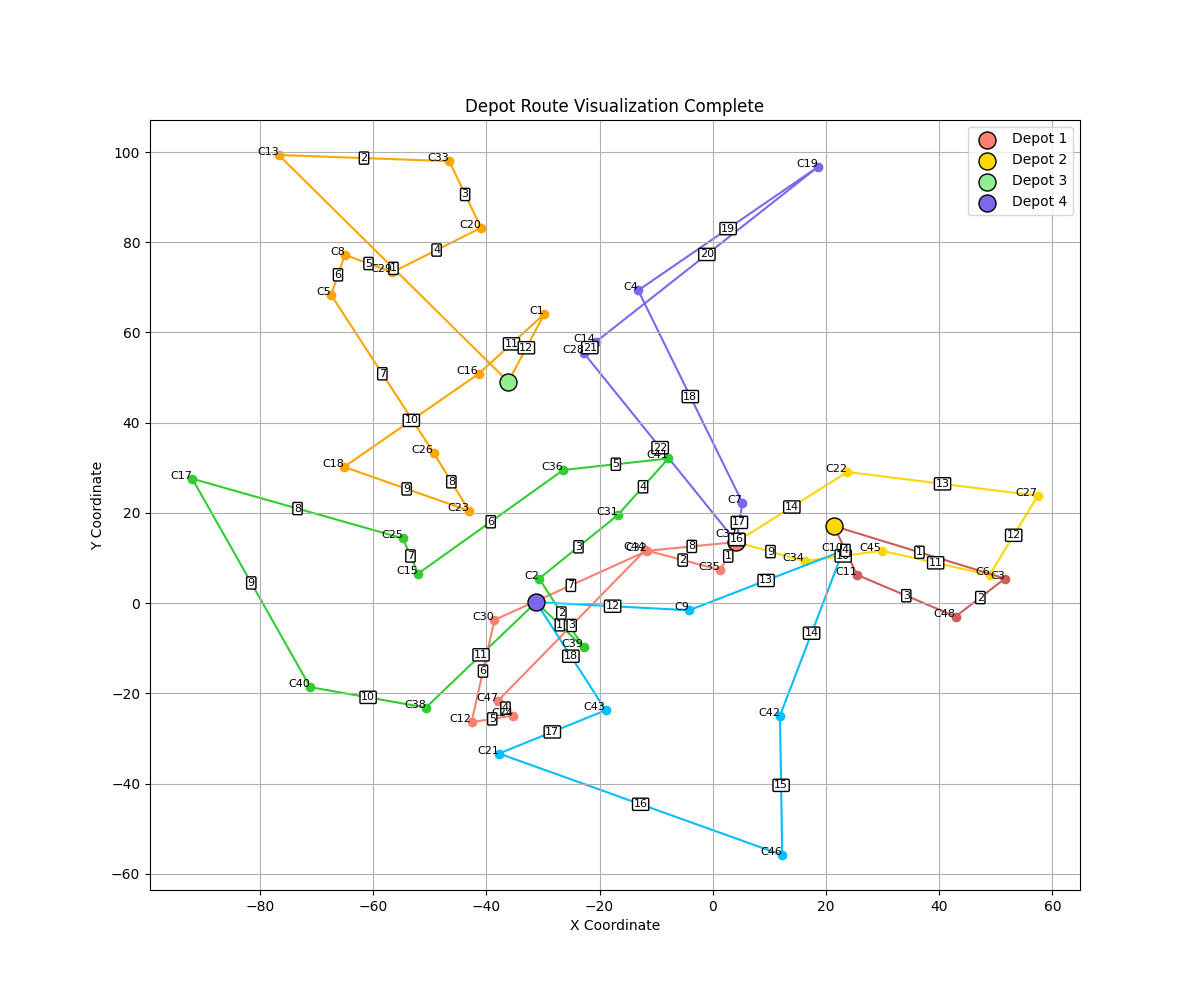 Depot Route Visualization Complete
Depot 1
Depot 2
Depot 3
Depot 4
Y Coordinate
100
80
60
40
20
0
−20
−40
−60
−80
−60
−40
−20
0
20
40
60
X Coordinate
C13
2
C33
C19
3
C20
19
4
20
C8
5
C29
1
6
C5
C4
C1
11
12
C14
C28
21
7
C16
18
10
22
C41
C26
C36
5
C18
C22
C17
8
9
4
13
C27
C23
8
6
C31
C7
14
17
C25
3
16
12
7
C15
2
8
1
C35
9
C34
10
C45
1
11
C6
C3
C11
3
2
C48
9
C2
7
12
C9
13
C30
2
1
3
C39
18
14
11
6
C40
10
C38
C47
4
C12
5
C43
C42
17
C21
16
15
C46